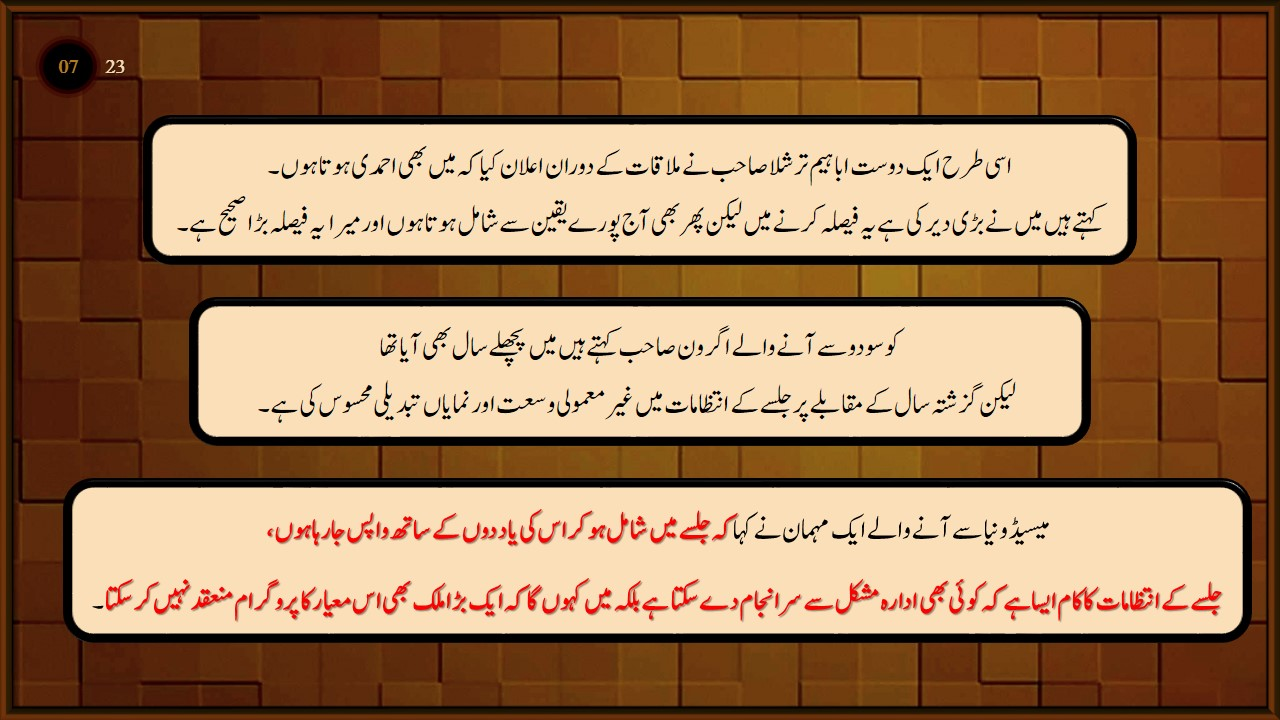 07 23
اسی طرح ایک دوست اباہیم ترشلا صاحب نے ملاقات کے دوران اعلان کیا کہ میں بھی احمدی ہوتا ہوں۔
کہتے ہیں میں نے بڑی دیر کی ہے یہ فیصلہ کرنے میں لیکن پھر بھی آج پورے یقین سے شامل ہوتا ہوں اور میرا یہ فیصلہ بڑا صحیح ہے۔
کوسوودو سے آنے والے اگرون صاحب کہتے ہیں میں پچھلے سال بھی آیا تھا
لیکن گزشتہ سال کے مقابلے پر جلسے کے انتظامات میں غیر معمولی وسعت اور نمایاں تبدیلی محسوس کی ہے۔
میسیڈونیا سے آنے والے ایک مہمان نے کہا کہ جلسے میں شامل ہو کر اس کی یاددوں کے ساتھ واپس جا رہا ہوں،
جلسے کے انتظامات کا کام ایسا ہے کہ کوئی بھی ادارہ مشکل سے سرانجام دے سکتا ہے بلکہ میں کہوں گا کہ ایک بڑا ملک بھی اس معیار کا پروگرام منعقد نہیں کر سکتا۔